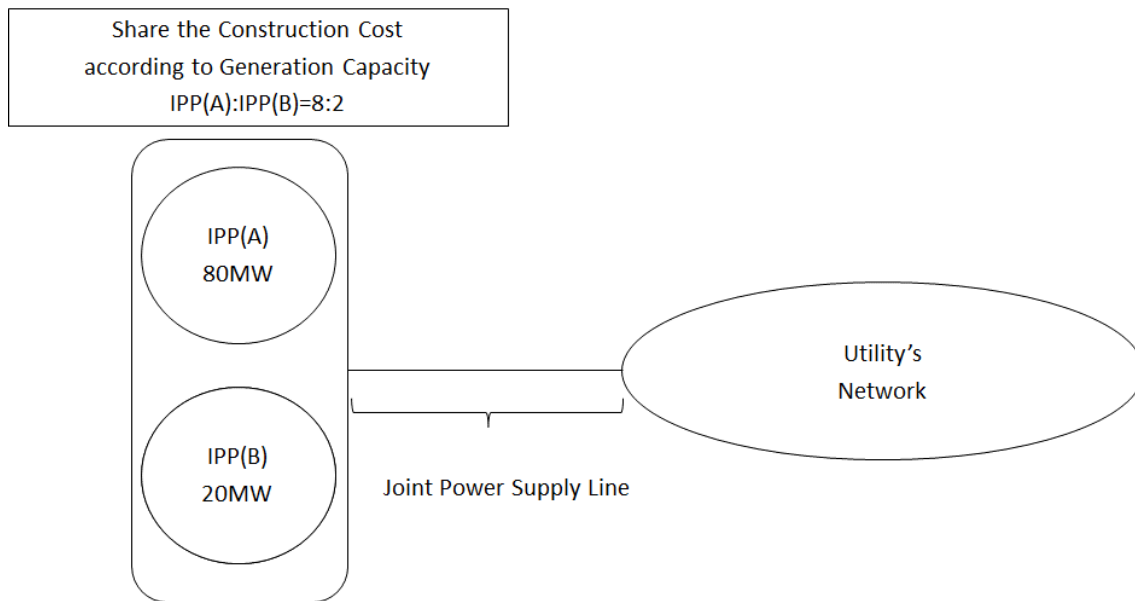 Share the Construction Cost
according to Generation Capacity
IPP(A):IPP(B)=8:2
IPP(A)
80MW
Utility’s
Network
IPP(B)
20MW
Joint Power Supply Line